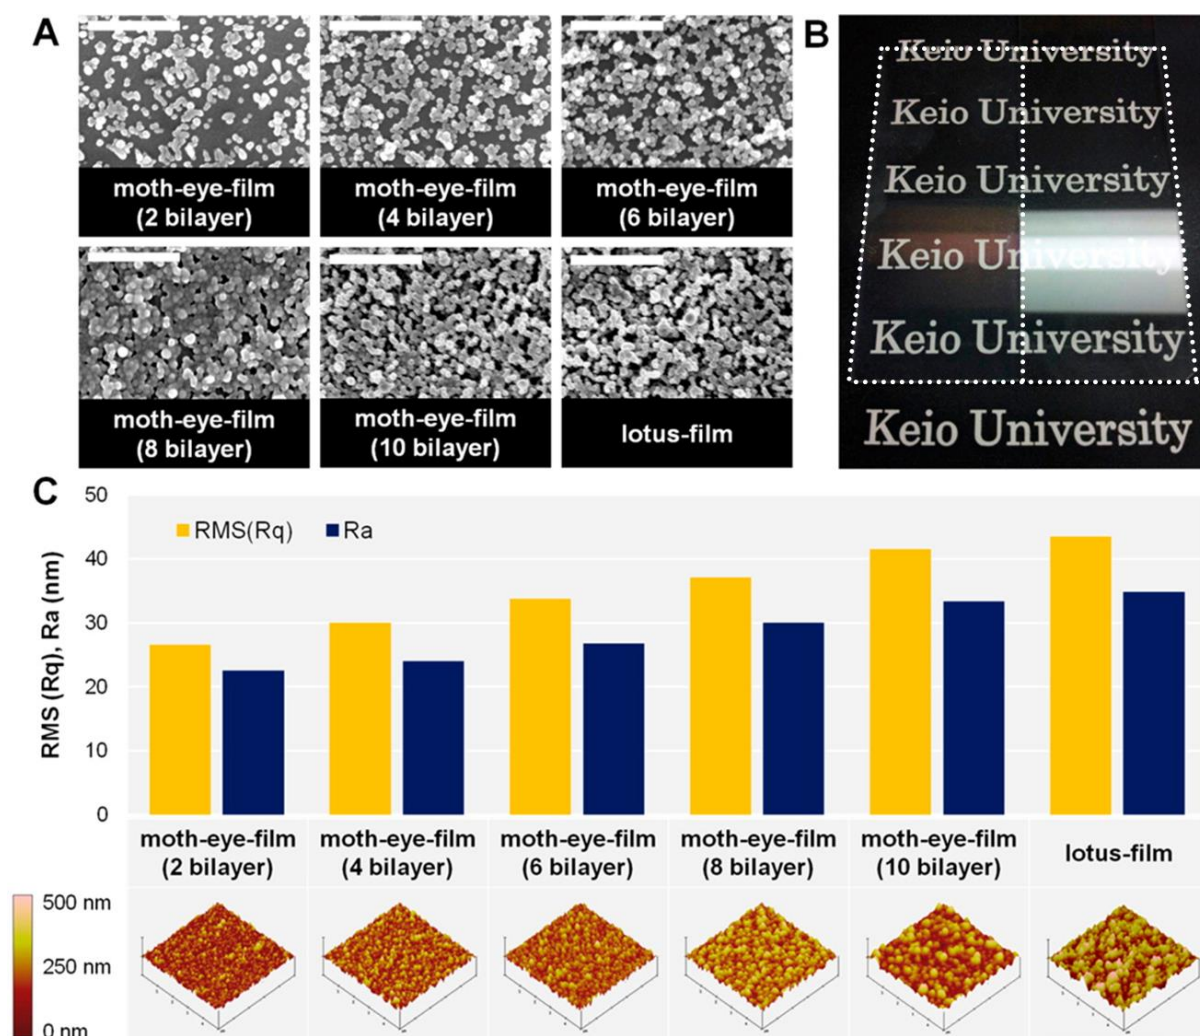 A
moth-eye-film
(2 bilayer)
moth-eye-film
(4 bilayer)
moth-eye-film
(6 bilayer)
moth-eye-film
(8 bilayer)
moth-eye-film
(10 bilayer)
lotus-film
B
Keio University
Keio University
Keio University
Keio University
Keio University
Keio University
C
RMS (Rq), Ra (nm)
50
40
30
20
10
0
RMS(Rq)
Ra
moth-eye-film
(2 bilayer)
moth-eye-film
(4 bilayer)
moth-eye-film
(6 bilayer)
moth-eye-film
(8 bilayer)
moth-eye-film
(10 bilayer)
lotus-film
500 nm
250 nm
0 nm